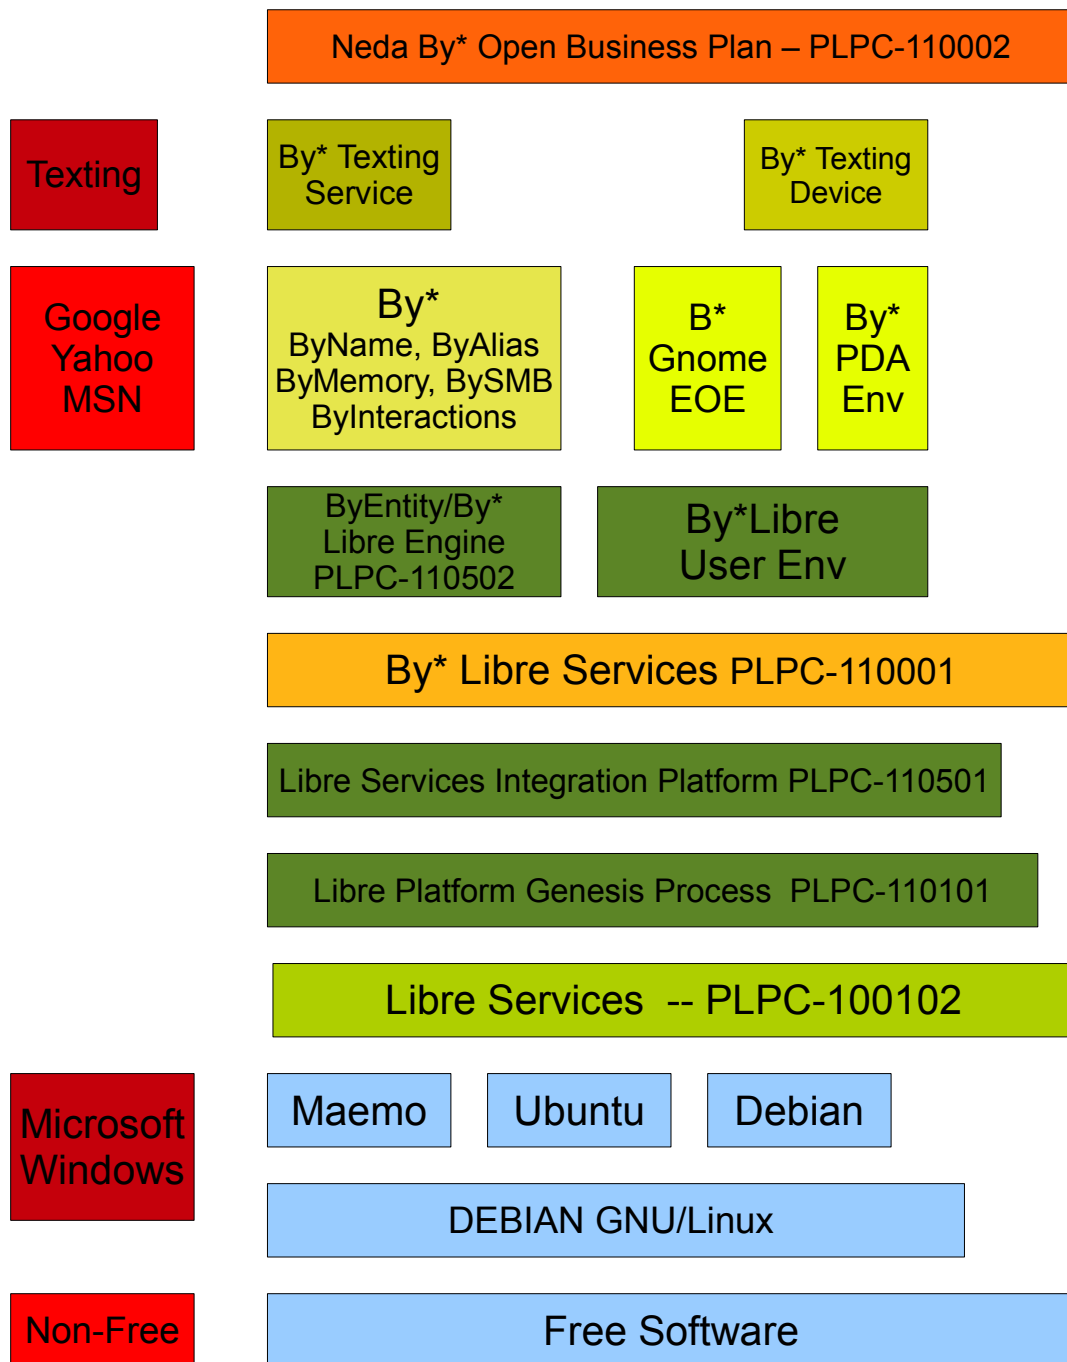 Neda By* Open Business Plan – PLPC-110002
Texting
By* Texting
Service
By* Texting
Device
Google
Yahoo
MSN
By*
ByName, ByAlias
ByMemory, BySMB
ByInteractions
B*
Gnome
EOE
By*
PDA
Env
ByEntity/By*
Libre Engine
PLPC-110502
By*Libre
User Env
By* Libre Services PLPC-110001
Libre Services Integration Platform PLPC-110501
Libre Platform Genesis Process  PLPC-110101
Libre Services  -- PLPC-100102
Microsoft
Windows
Maemo
Ubuntu
Debian
DEBIAN GNU/Linux
Non-Free
Free Software